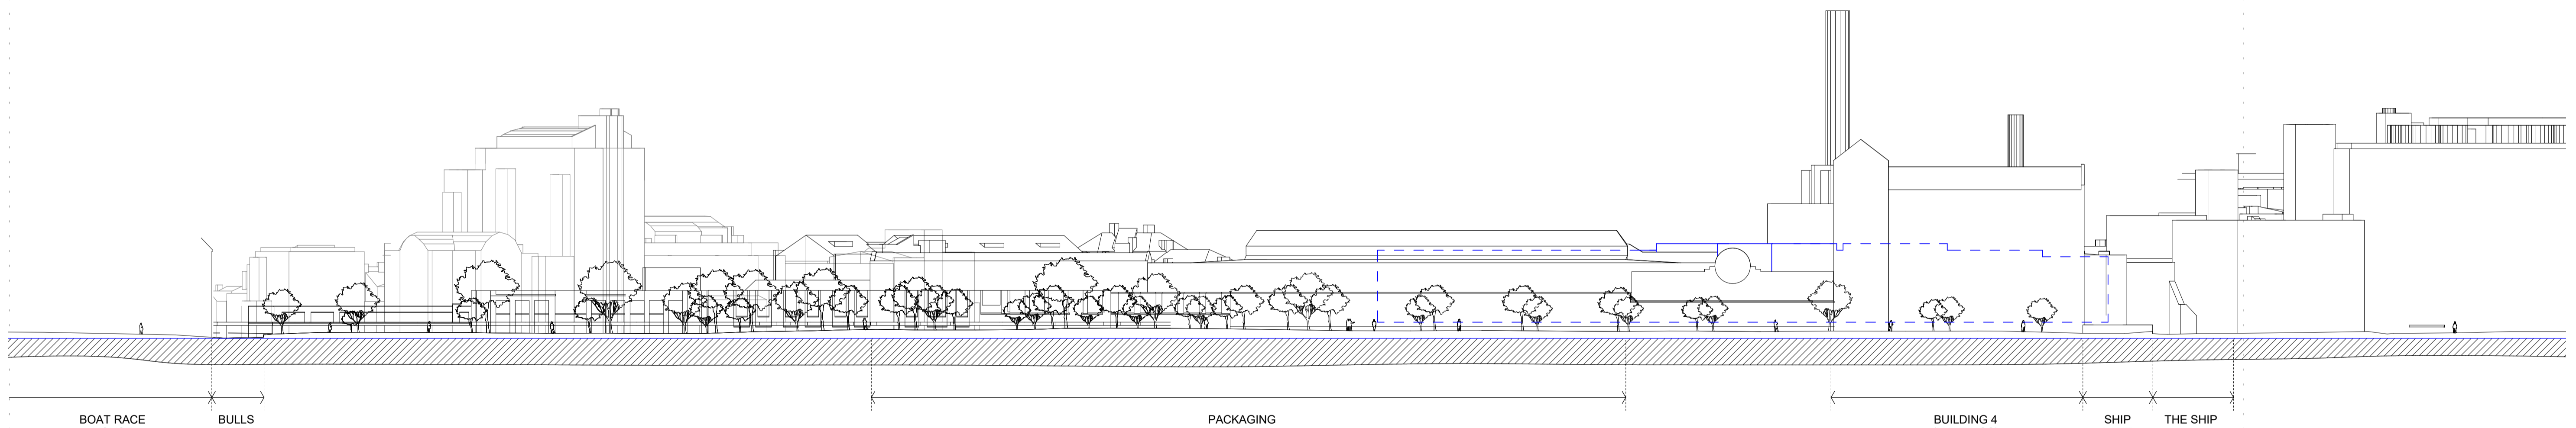 BOAT RACE
BULLS
PACKAGING
BUILDING 4
SHIP
THE SHIP